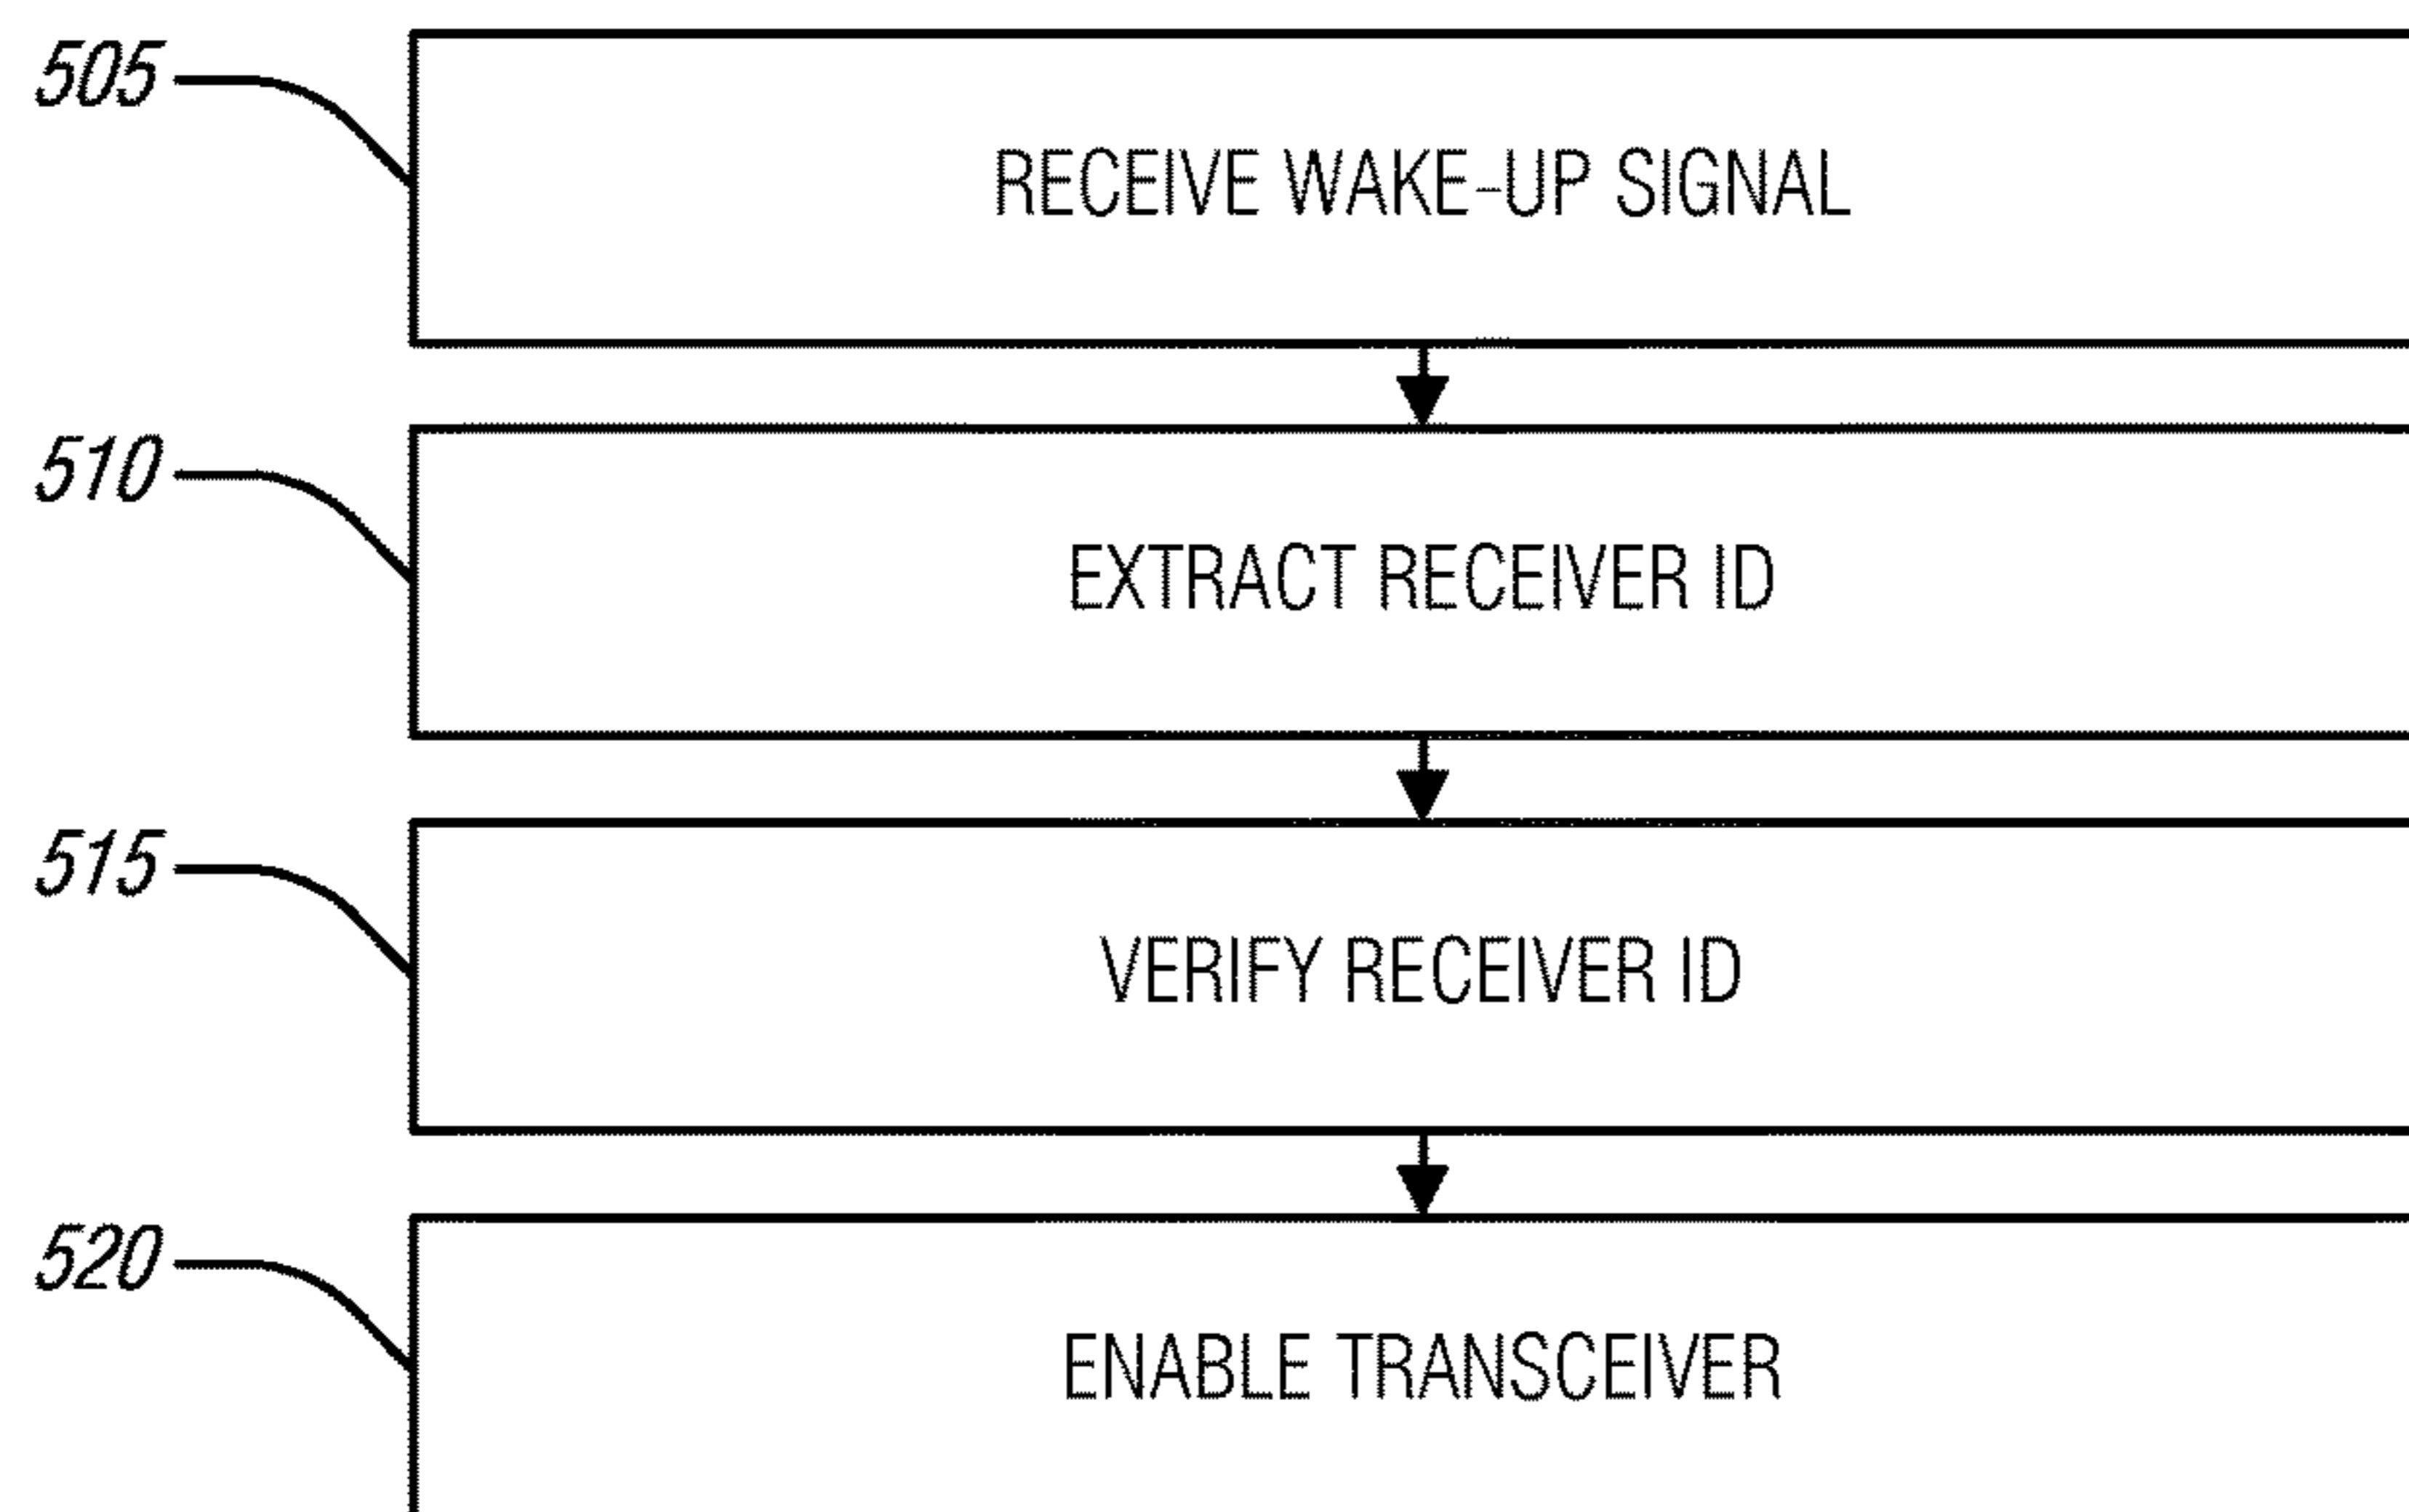 505
RECEIVE WAKE-UP SIGNAL
510
EXTRACT RECEIVER ID
515
VERIFY RECEIVER ID
520
ENABLE TRANSCEIVER